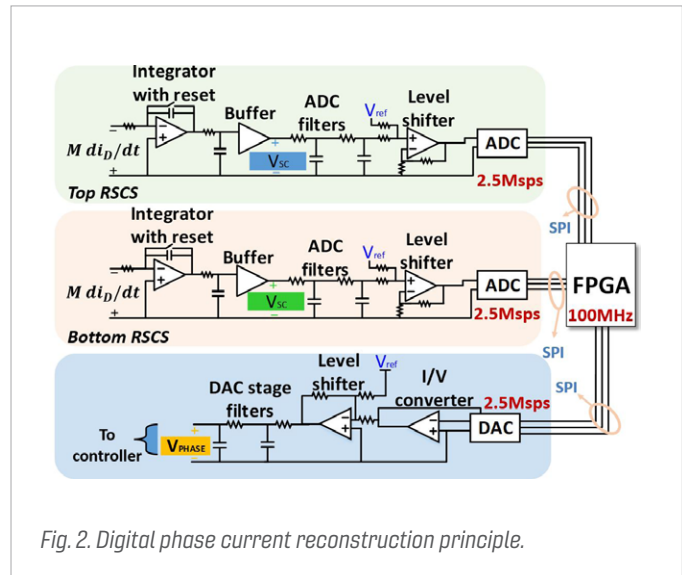 Integrator
with reset
Buffer
ADC
filters
Vref
Level
shifter
M diD/dt
VSC
ADC
2.5Msps
Top RSCS
SPI
Integrator
with reset
Buffer
ADC
filters
Vref
Level
shifter
M diD/dt
VSC
ADC
2.5Msps
Bottom RSCS
FPGA
100MHz
SPI
SPI
DAC stage
filters
Level
shifter
Vref
I/V
converter
2.5Msps
DAC
To
controller
VPHASE
Fig. 2. Digital phase current reconstruction principle.